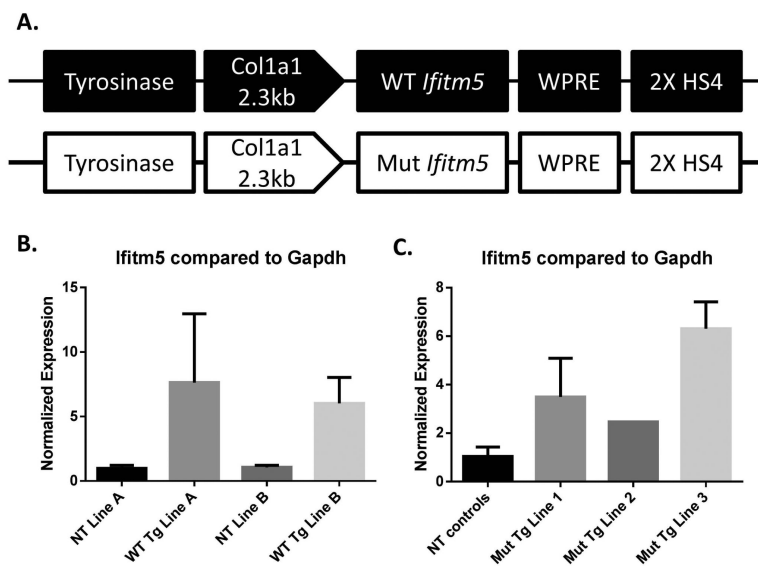 A.
Tyrosinase
Col1a1
2.3kb
WT Ifitm5
WPRE
2X HS4
Tyrosinase
Col1a1
2.3kb
Mut Ifitm5
WPRE
2X HS4
B.
Ifitm5 compared to Gapdh
Normalized Expression
15
10
5
0
NT Line A
WT Tg Line A
NT Line B
WT Tg Line B
C.
Ifitm5 compared to Gapdh
Normalized Expression
8
6
4
2
0
NT controls
Mut Tg Line 1
Mut Tg Line 2
Mut Tg Line 3